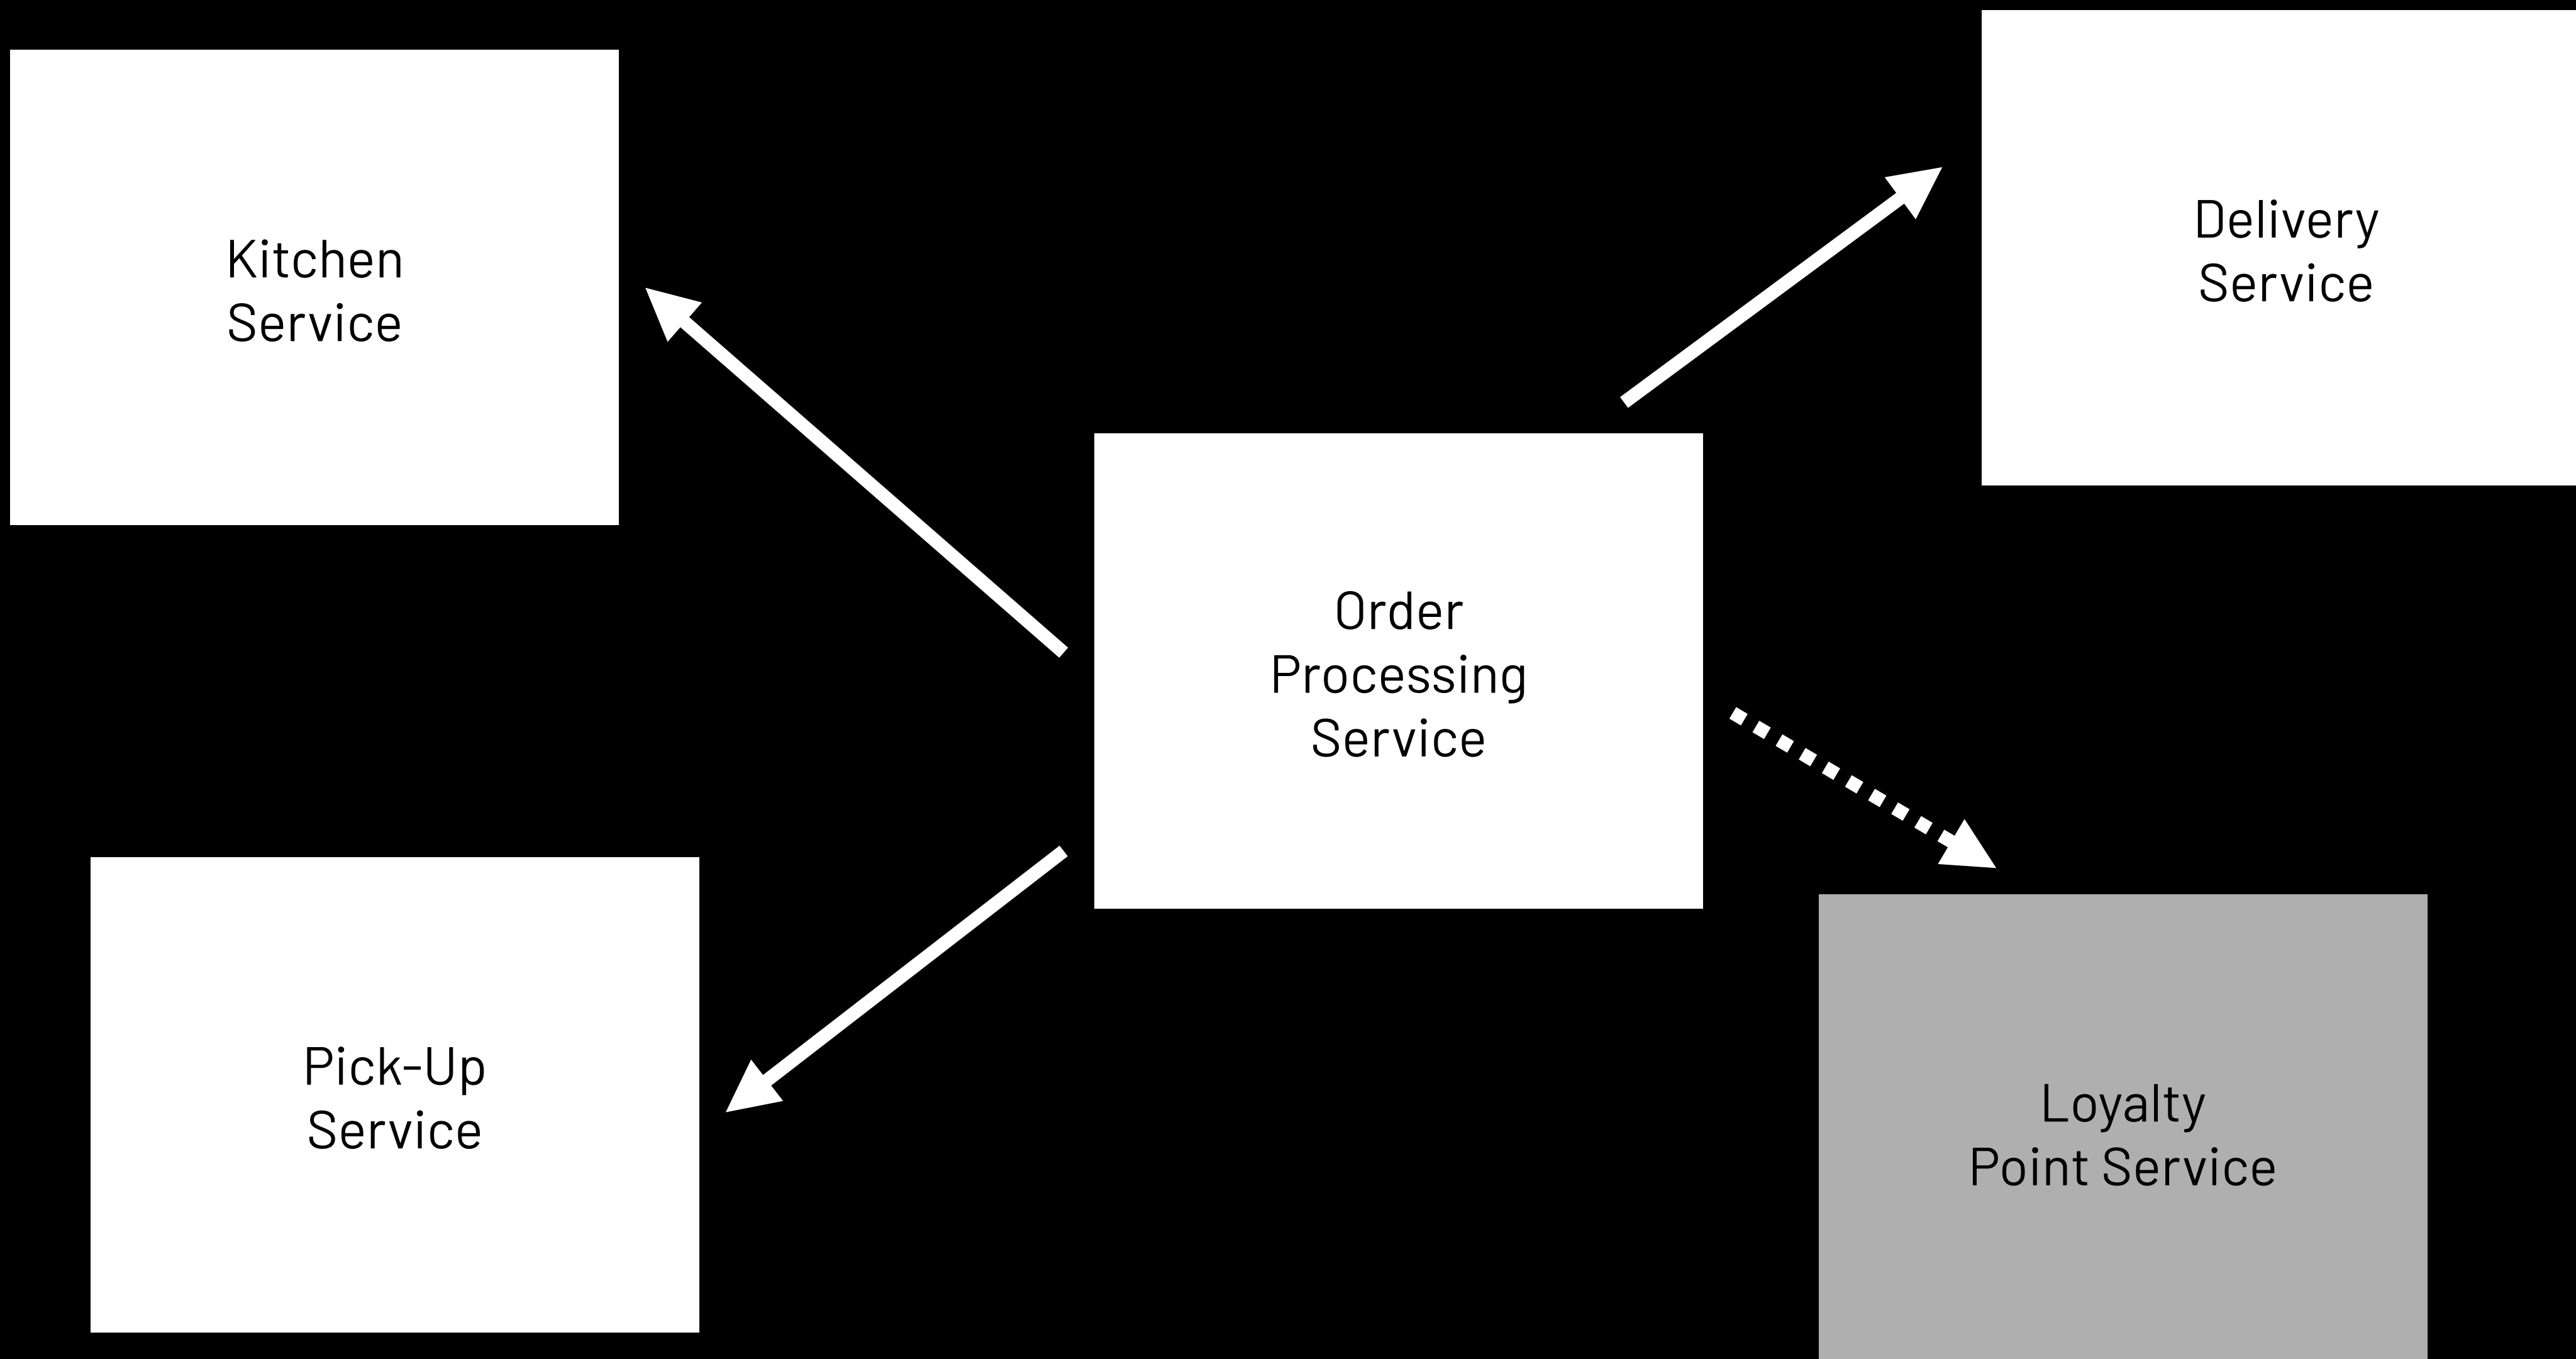 Kitchen
Service
Delivery
Service
Order
Processing
Service
Pick-Up
Service
Loyalty
Point Service